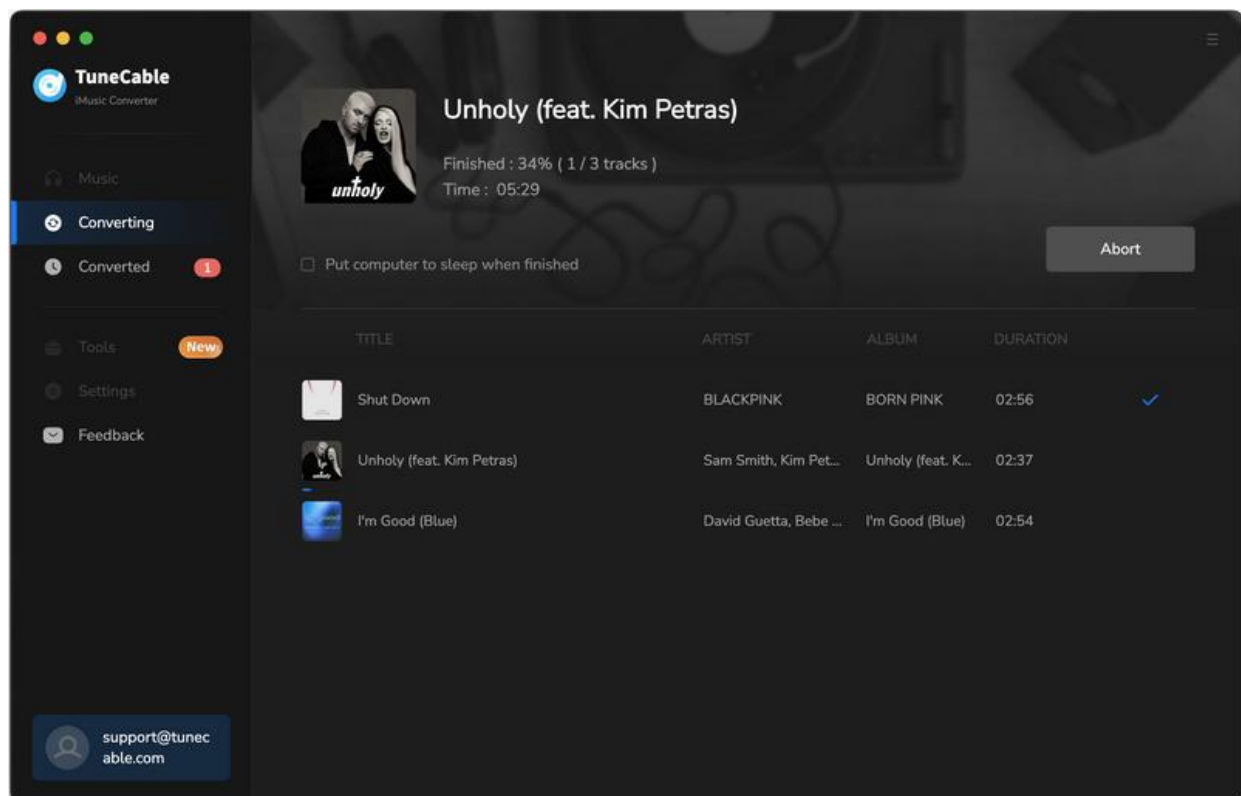 TuneCable
iMusic Converter
Music
Converting
Converted 1
Tools New
Settings
Feedback
support@tunec
able.com
unholy
Unholy (feat. Kim Petras)
Finished : 34% ( 1 / 3 tracks )
Time : 05:29
Put computer to sleep when finished
Abort
TITLE ARTIST ALBUM DURATION
Shut Down BLACKPINK BORN PINK 02:56
Unholy (feat. Kim Petras) Sam Smith, Kim Pet... Unholy (feat. K... 02:37
I'm Good (Blue) David Guetta, Bebe ... I'm Good (Blue) 02:54